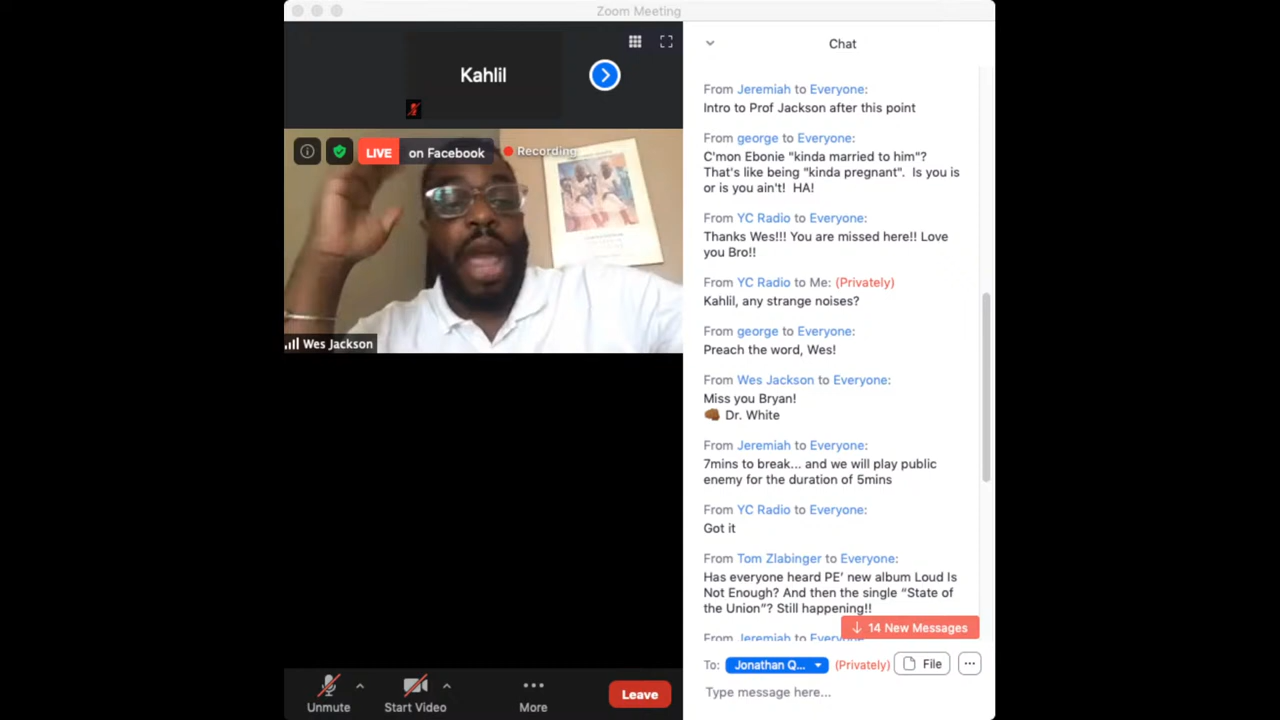 Zoom Meeting
Kahlil
LIVE on Facebook
Recording
Wes Jackson
Unmute
Start Video
More
Leave
Chat
From Jeremiah to Everyone:
Intro to Prof Jackson after this point
From george to Everyone:
C'mon Ebonie "kinda married to him"?
That's like being "kinda pregnant".  Is you is
or is you ain't!  HA!
From YC Radio to Everyone:
Thanks Wes!!! You are missed here!! Love
you Bro!!
From YC Radio to Me: (Privately)
Kahlil, any strange noises?
From george to Everyone:
Preach the word, Wes!
From Wes Jackson to Everyone:
Miss you Bryan!
Dr. White
From Jeremiah to Everyone:
7mins to break... and we will play public
enemy for the duration of 5mins
From YC Radio to Everyone:
Got it
From Tom Zlabinger to Everyone:
Has everyone heard PE’ new album Loud Is
Not Enough? And then the single “State of
the Union”? Still happening!!
14 New Messages
From Jeremiah to
To: Jonathan Q... (Privately) File
Type message here...